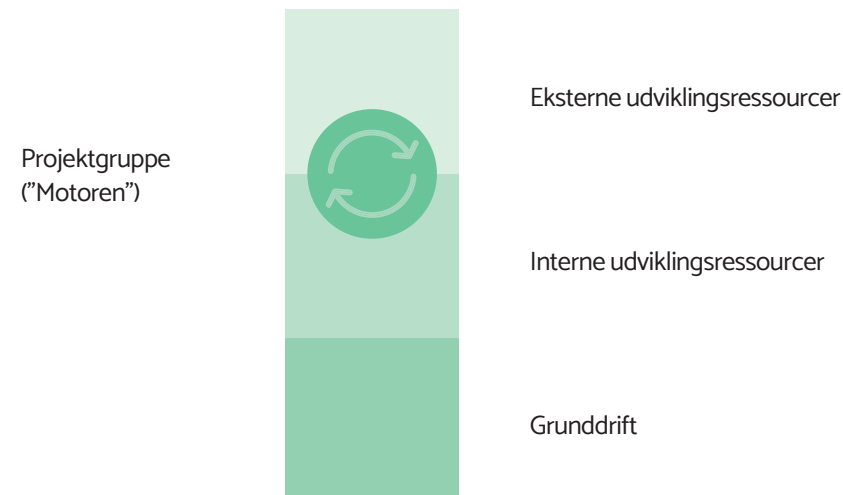 Eksterne udviklingsressourcer
Projektgruppe
(”Motoren”)
Interne udviklingsressourcer
Grunddrift